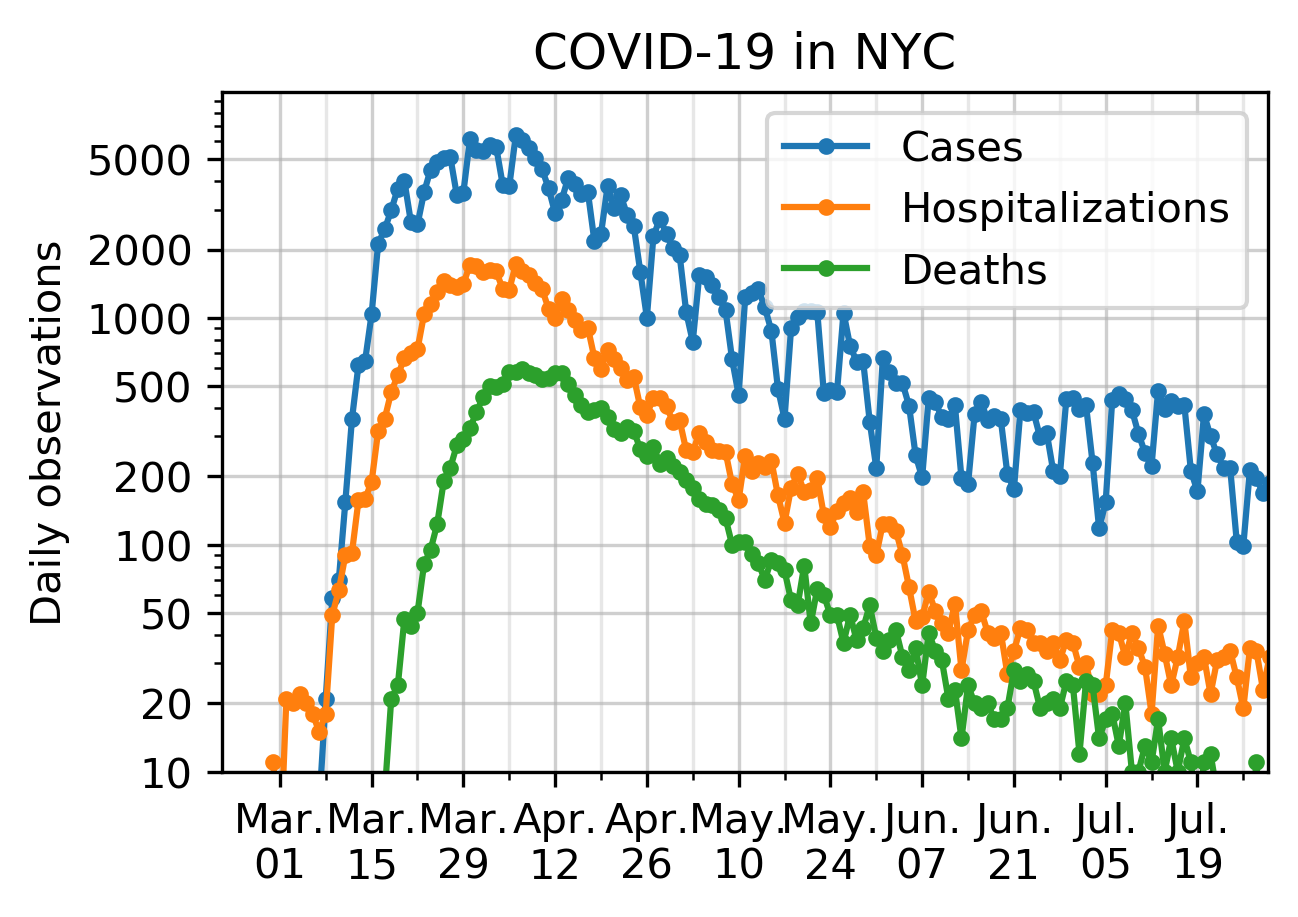 COVID-19 in NYC
Cases
Hospitalizations
Deaths
Daily observations
5000
2000
1000
500
200
100
50
20
10
Mar. Mar. Mar. Apr. Apr. May. May. Jun. Jun. Jul. Jul.
01 15 29 12 26 10 24 07 21 05 19